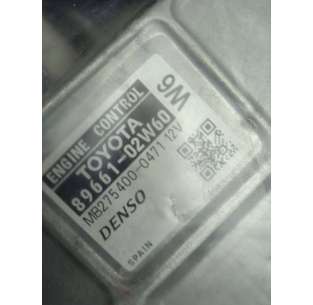 ENGINE CONTROL
9M
TOYOTA
89661-02W60
MB275400-0471 12V
DENSO
SPAIN